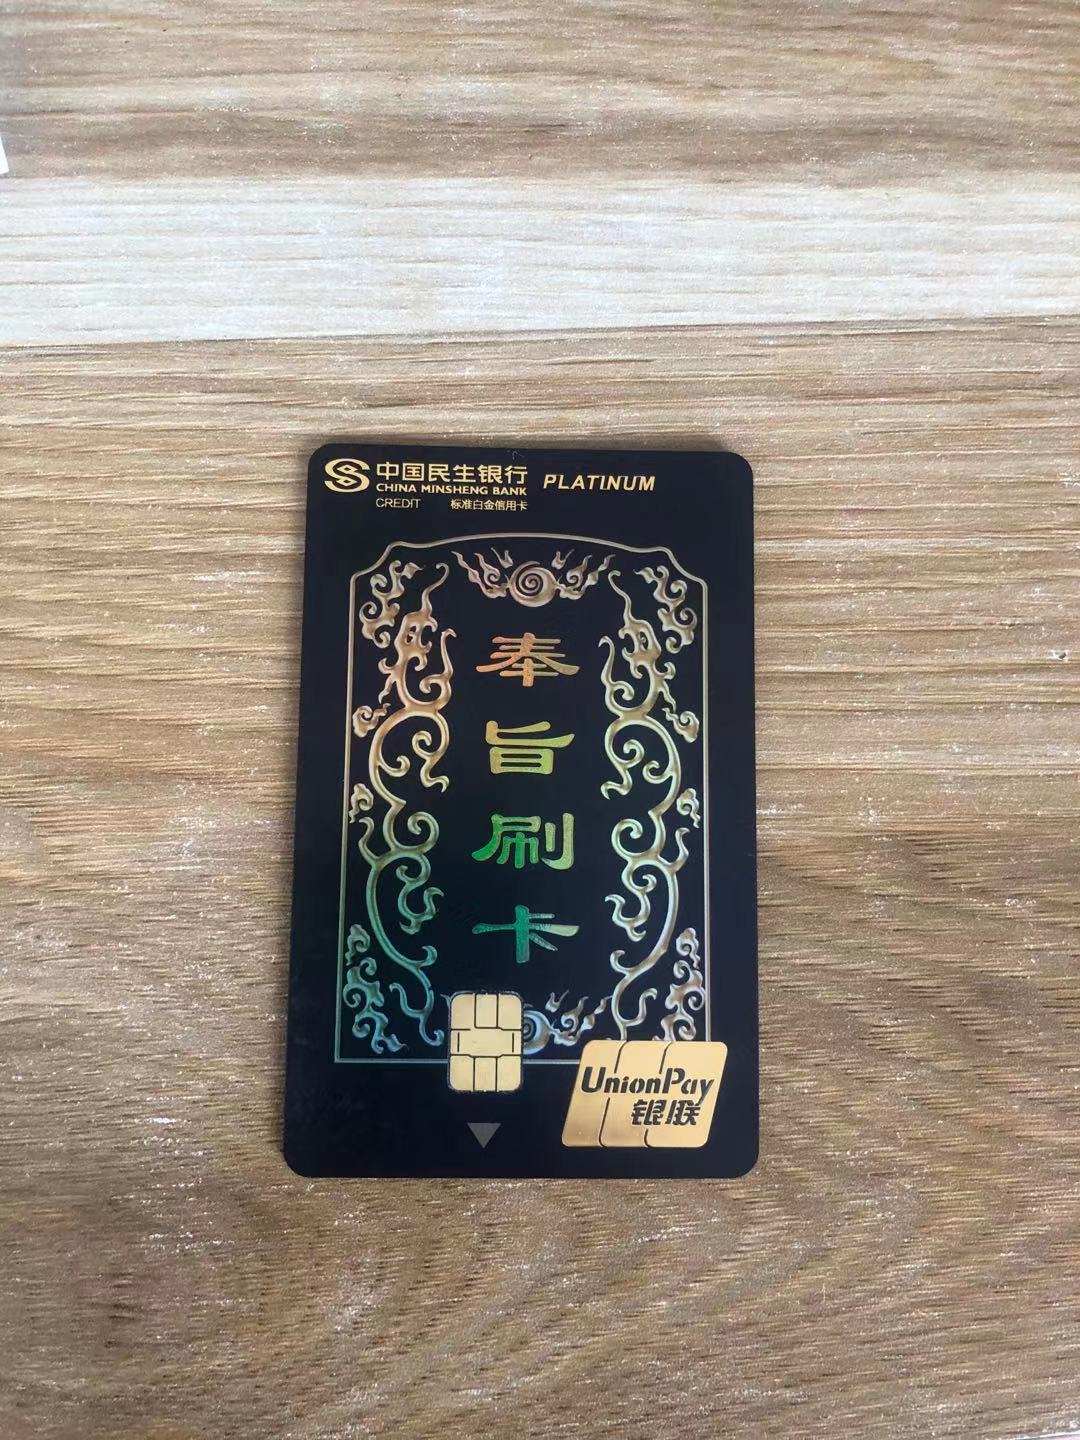 中国民生银行 PLATINUM
CHINA MINSHENG BANK
CREDIT 标准白金信用卡
奉
旨
刷
卡
UnionPay
银联